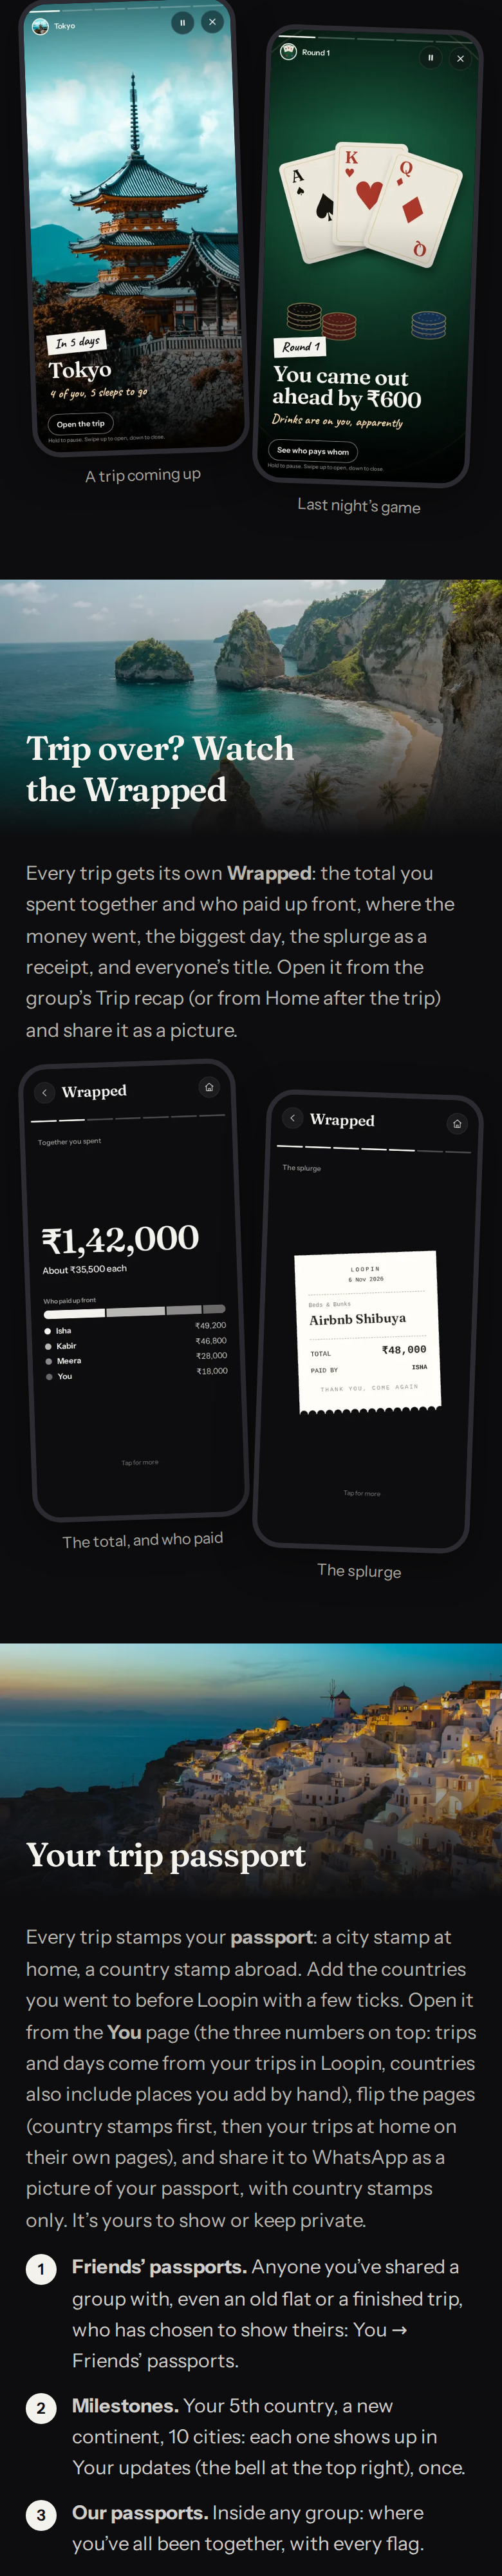 Tokyo
In 5 days
Tokyo
4 of you, 5 sleeps to go
Open the trip
Hold to pause. Swipe up to open, down to close.
A trip coming up
Round 1
A
K
Q
Q
Round 1
You came out
ahead by ₹600
Drinks are on you, apparently
See who pays whom
Hold to pause. Swipe up to open, down to close.
Last night's game
Trip over? Watch
the Wrapped
Every trip gets its own Wrapped: the total you
spent together and who paid up front, where the
money went, the biggest day, the splurge as a
receipt, and everyone's title. Open it from the
group's Trip recap (or from Home after the trip)
and share it as a picture.
Wrapped
Together you spent
₹1,42,000
About ₹35,500 each
Who paid up front
Isha ₹49,200
Kabir ₹46,800
Meera ₹28,000
You ₹18,000
Tap for more
The total, and who paid
Wrapped
The splurge
LOOPIN
6 Nov 2026
Beds & Bunks
Airbnb Shibuya
TOTAL ₹48,000
PAID BY ISHA
THANK YOU, COME AGAIN
Tap for more
The splurge
Your trip passport
Every trip stamps your passport: a city stamp at
home, a country stamp abroad. Add the countries
you went to before Loopin with a few ticks. Open it
from the You page (the three numbers on top: trips
and days come from your trips in Loopin, countries
also include places you add by hand), flip the pages
(country stamps first, then your trips at home on
their own pages), and share it to WhatsApp as a
picture of your passport, with country stamps
only. It's yours to show or keep private.
1 Friends' passports. Anyone you've shared a
group with, even an old flat or a finished trip,
who has chosen to show theirs: You →
Friends' passports.
2 Milestones. Your 5th country, a new
continent, 10 cities: each one shows up in
Your updates (the bell at the top right), once.
3 Our passports. Inside any group: where
you've all been together, with every flag.